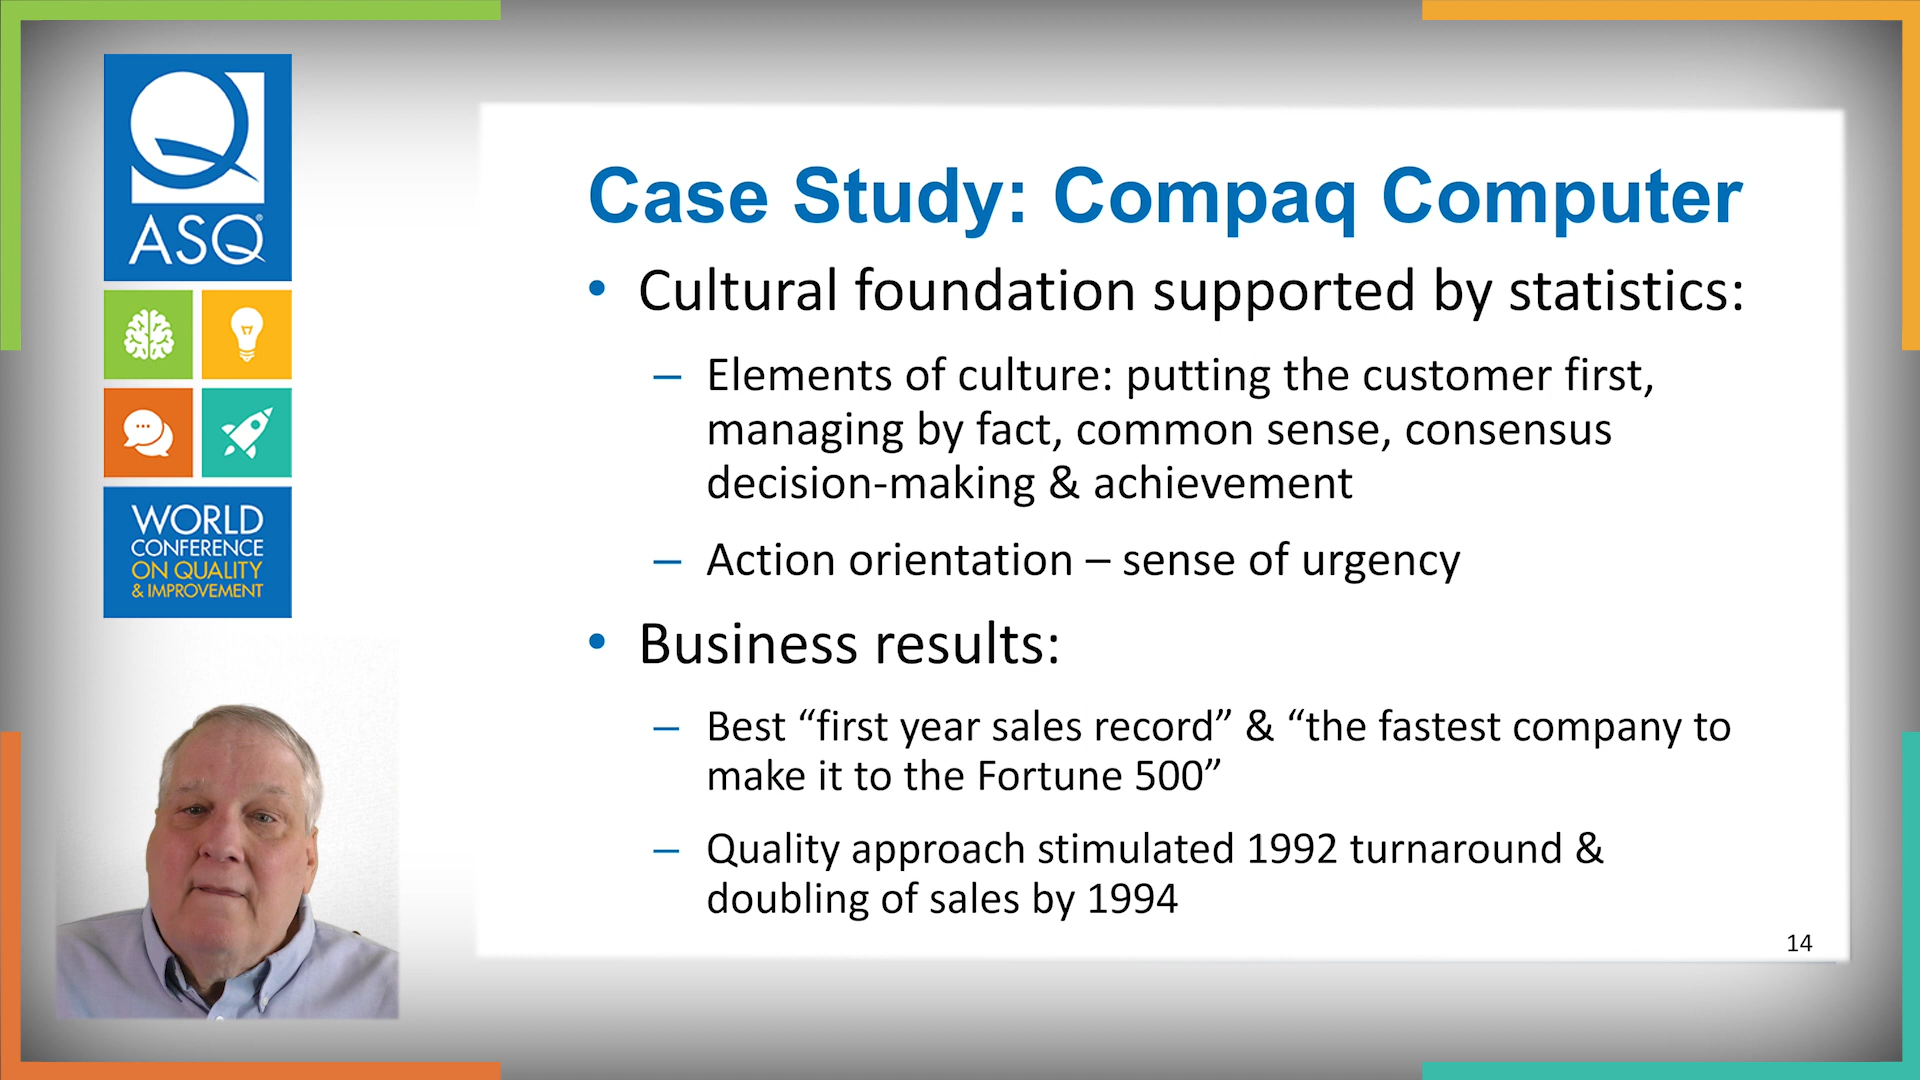 ASQ®
WORLD
CONFERENCE
ON QUALITY
& IMPROVEMENT
Case Study: Compaq Computer
• Cultural foundation supported by statistics:
– Elements of culture: putting the customer first,
managing by fact, common sense, consensus
decision-making & achievement
– Action orientation – sense of urgency
• Business results:
– Best “first year sales record” & “the fastest company to
make it to the Fortune 500”
– Quality approach stimulated 1992 turnaround &
doubling of sales by 1994
14